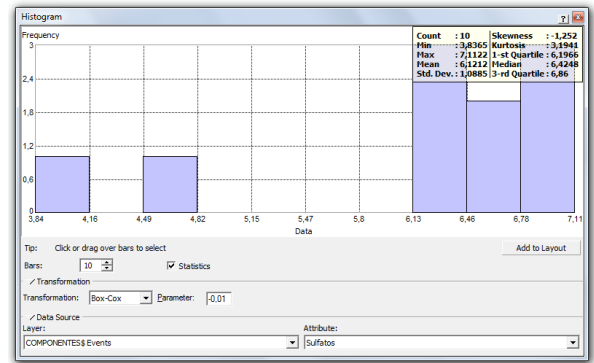 Histogram
Frequency
Count : 10 Skewness : -1,252
Min : 3,8365 Kurtosis : 3,1941
Max : 7,1122 1-st Quartile : 6,1966
Mean : 6,1212 Median : 6,4248
Std. Dev. : 1,0885 3-rd Quartile : 6,86
3
2,4
1,8
1,2
0,6
0
3,84 4,16 4,49 4,82 5,15 5,47 5,8 6,13 6,46 6,78 7,11
Data
Tip: Click or drag over bars to select
Add to Layout
Bars: 10 Statistics
Transformation
Transformation: Box-Cox Parameter: -0,01
Data Source
Layer: Attribute:
COMPONENTES$ Events Sulfatos